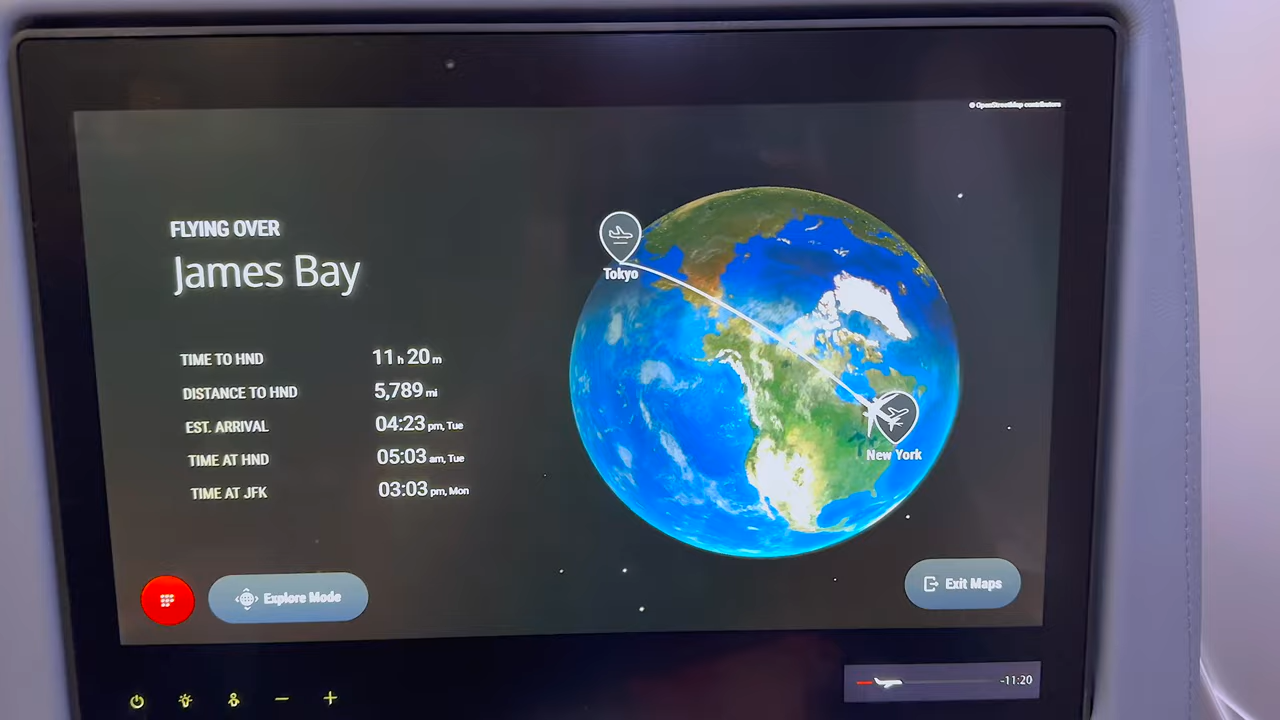 © OpenStreetMap contributors
FLYING OVER
James Bay
TIME TO HND 11 h 20 m
DISTANCE TO HND 5,789 mi
EST. ARRIVAL 04:23 pm, Tue
TIME AT HND 05:03 am, Tue
TIME AT JFK 03:03 pm, Mon
Tokyo
New York
Explore Mode
Exit Maps
-11:20